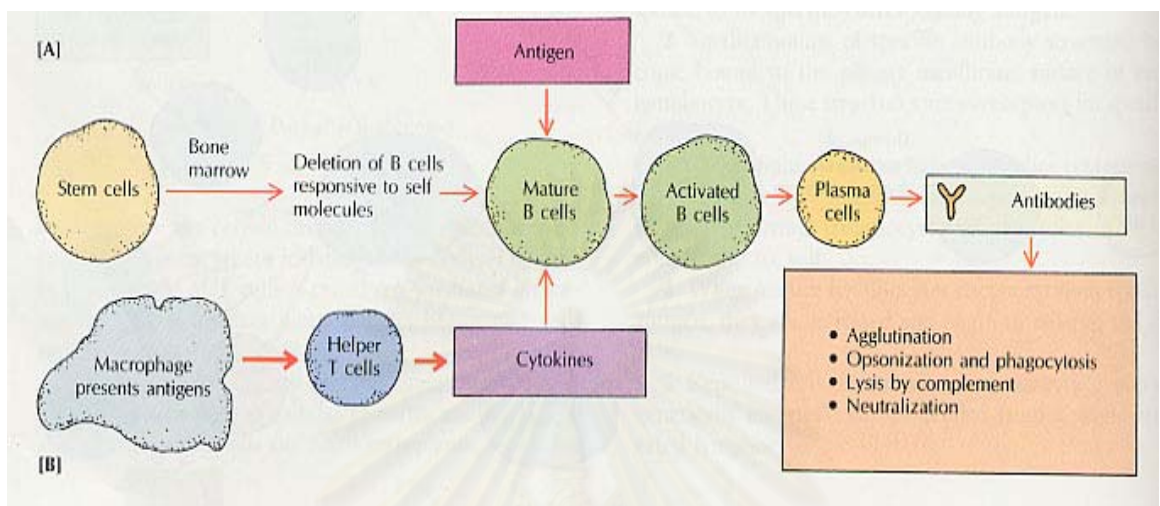 [A]
Antigen
Stem cells
Bone
marrow
Deletion of B cells
responsive to self
molecules
Mature
B cells
Activated
B cells
Plasma
cells
Antibodies
Macrophage
presents antigens
Helper
T cells
Cytokines
• Agglutination
• Opsonization and phagocytosis
• Lysis by complement
• Neutralization
[B]